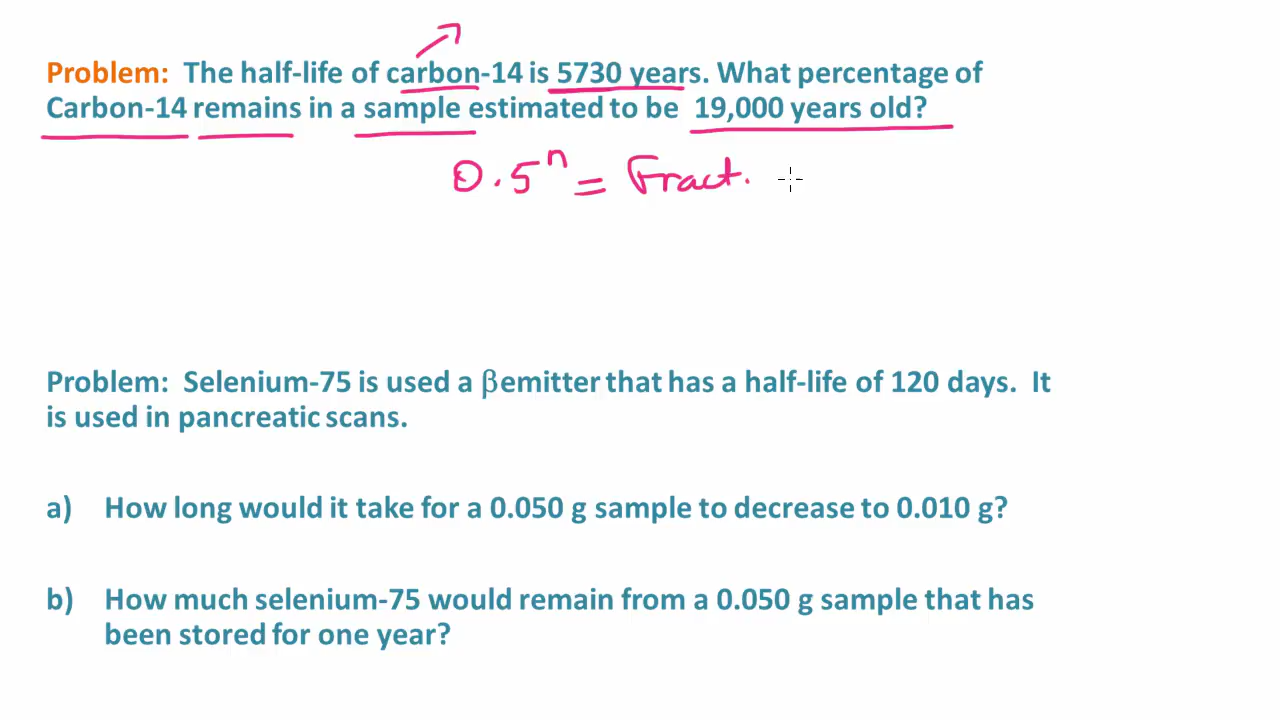 Problem: The half-life of carbon-14 is 5730 years. What percentage of
Carbon-14 remains in a sample estimated to be 19,000 years old?
0.5ⁿ = Fract.
Problem: Selenium-75 is used a βemitter that has a half-life of 120 days. It
is used in pancreatic scans.
a) How long would it take for a 0.050 g sample to decrease to 0.010 g?
b) How much selenium-75 would remain from a 0.050 g sample that has
been stored for one year?